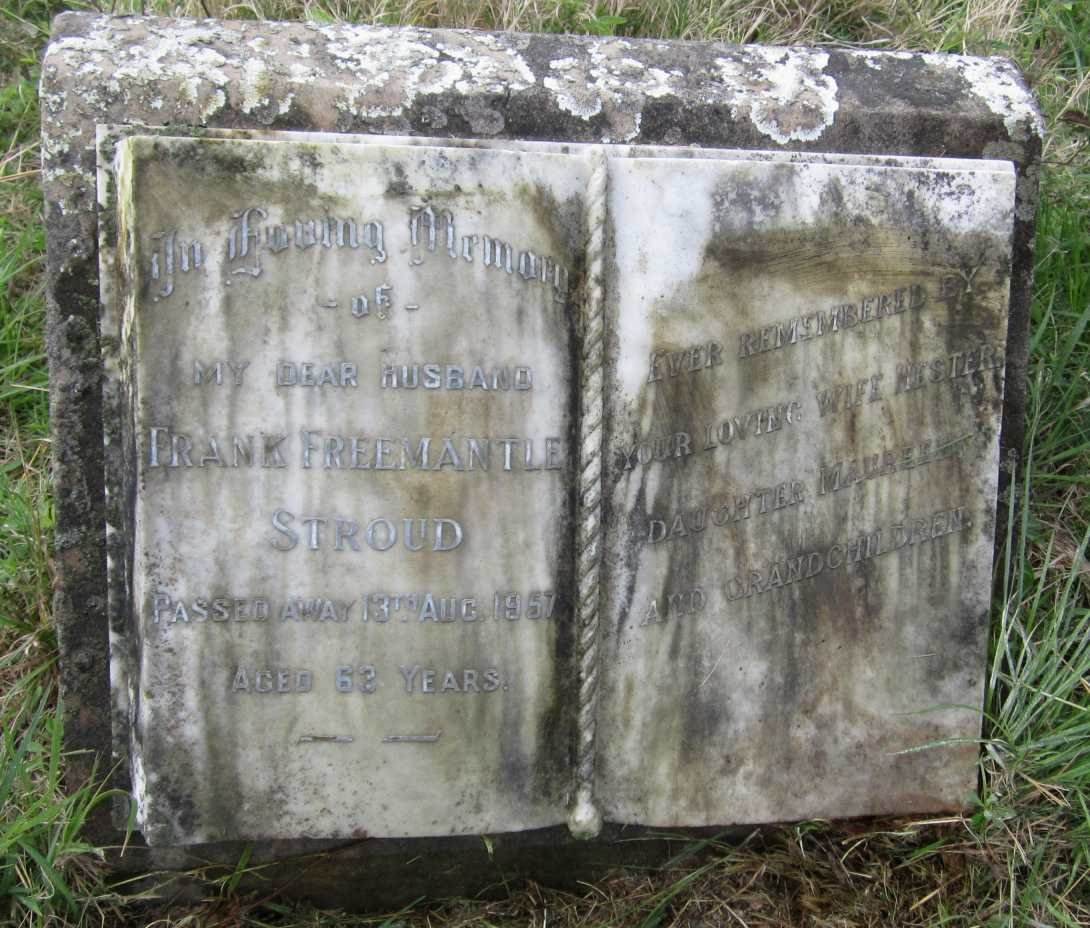 In Loving Memory
- of -
MY DEAR HUSBAND
FRANK FREEMANTLE
STROUD
PASSED AWAY 13TH AUG. 1957
AGED 63 YEARS.
EVER REMEMBERED BY
YOUR LOVING WIFE HESTER,
DAUGHTER
AND GRANDCHILDREN.